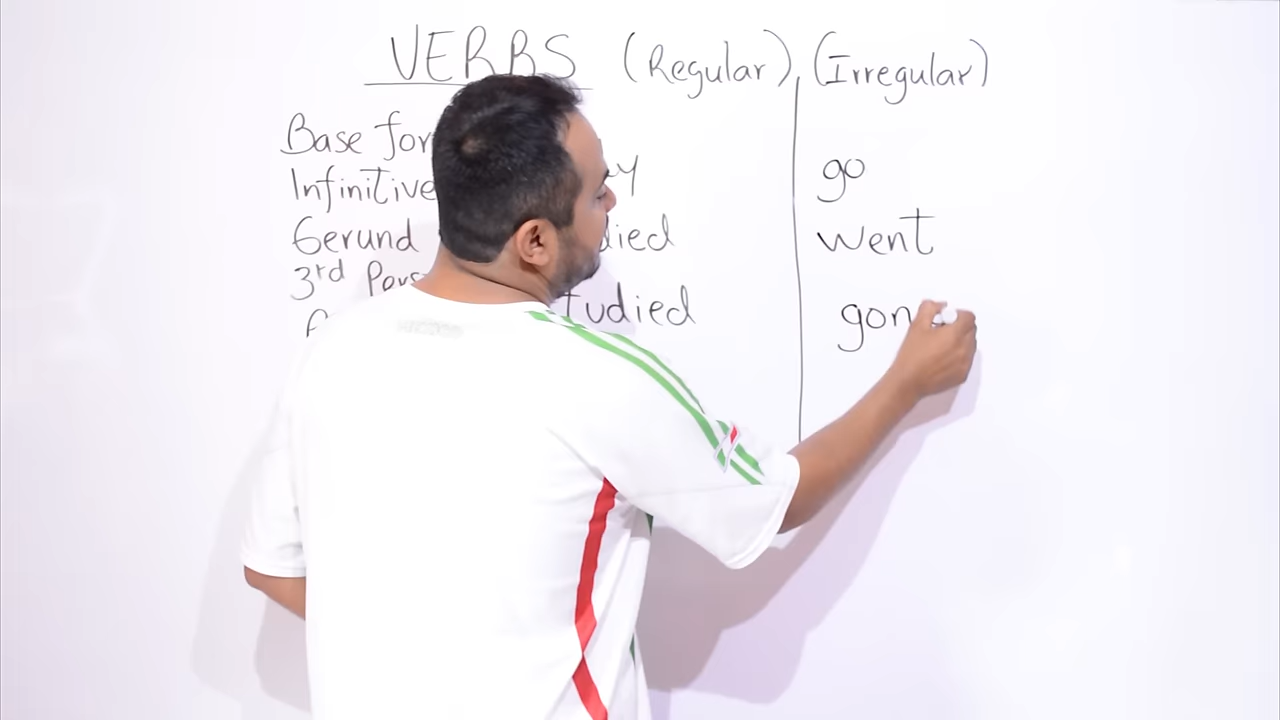 VERBS (Regular), (Irregular)
Base for
Infinitive y go
Gerund died went
3rd Pers
tudied gon